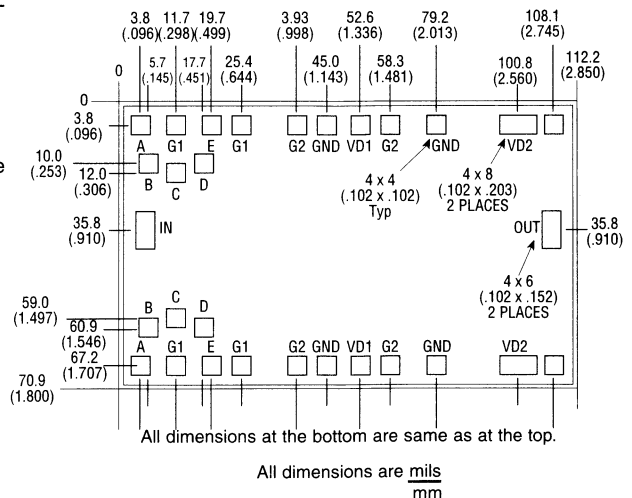 3.8 11.7 19.7 3.93 52.6 79.2 108.1
(.096)(.298)(.499) (.998) (1.336) (2.013) (2.745)
5.7 17.7 25.4 45.0 58.3 100.8 112.2
(.145) (.451) (.644) (1.143) (1.481) (2.560) (2.850)
0
0
3.8
(.096)
A G1 E G1 G2 GND VD1 G2 GND VD2
10.0
(.253)
12.0
(.306)
B C D
4 x 4
(.102 x .102)
Typ
4 x 8
(.102 x .203)
2 PLACES
35.8
(.910)
IN
OUT
35.8
(.910)
4 x 6
(.102 x .152)
2 PLACES
59.0
(1.497)
B C D
60.9
(1.546)
A G1 E G1 G2 GND VD1 G2 GND VD2
67.2
(1.707)
70.9
(1.800)
All dimensions at the bottom are same as at the top.
All dimensions are mils
mm